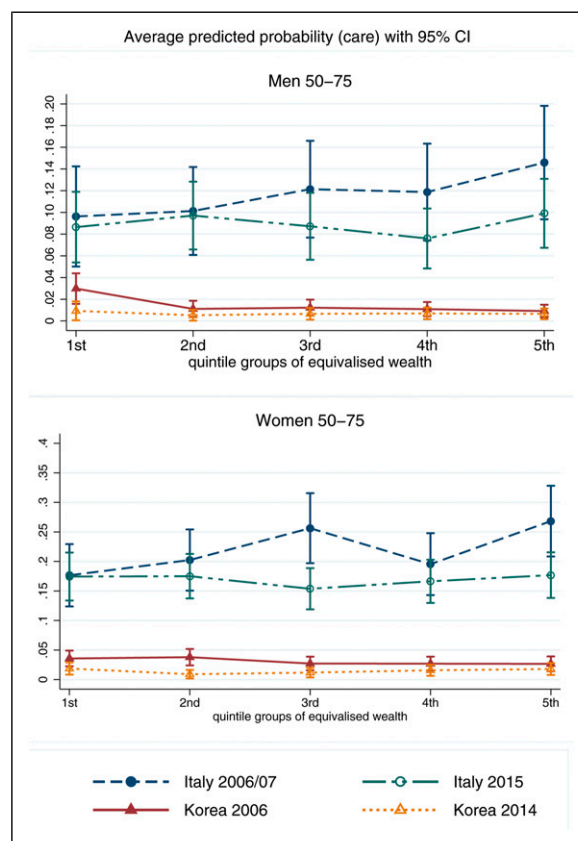 Average predicted probability (care) with 95% CI
Men 50–75
.20
.18
.16
.14
.12
.10
.08
.06
.04
.02
0
1st 2nd 3rd 4th 5th
quintile groups of equivalised wealth
Women 50–75
.4
.35
.3
.25
.2
.15
.1
.05
0
1st 2nd 3rd 4th 5th
quintile groups of equivalised wealth
Italy 2006/07 Italy 2015
Korea 2006 Korea 2014